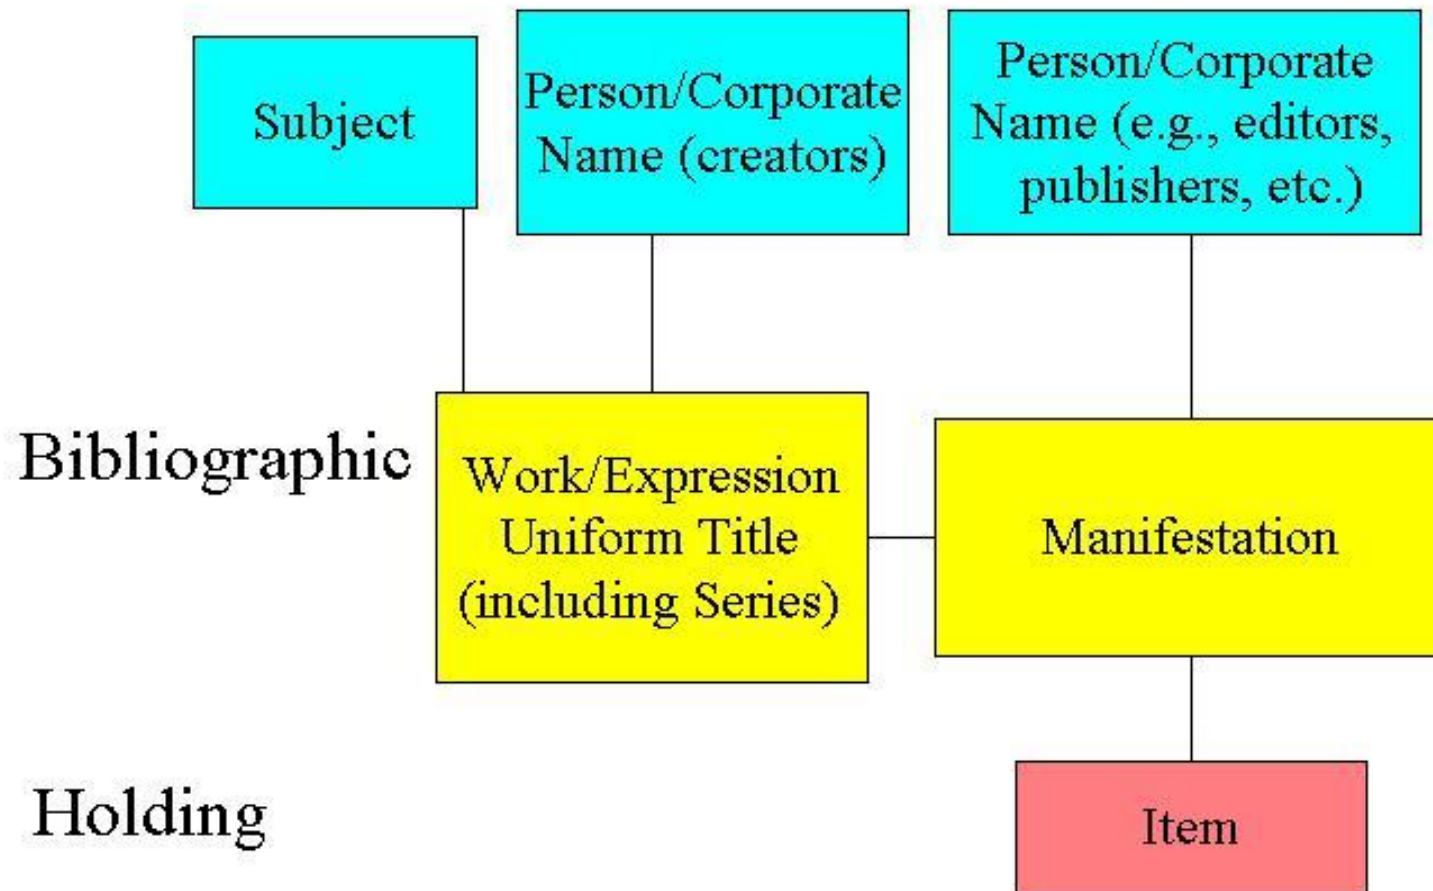 Subject
Person/Corporate
Name (creators)
Person/Corporate
Name (e.g., editors,
publishers, etc.)
Bibliographic
Work/Expression
Uniform Title
(including Series)
Manifestation
Holding
Item